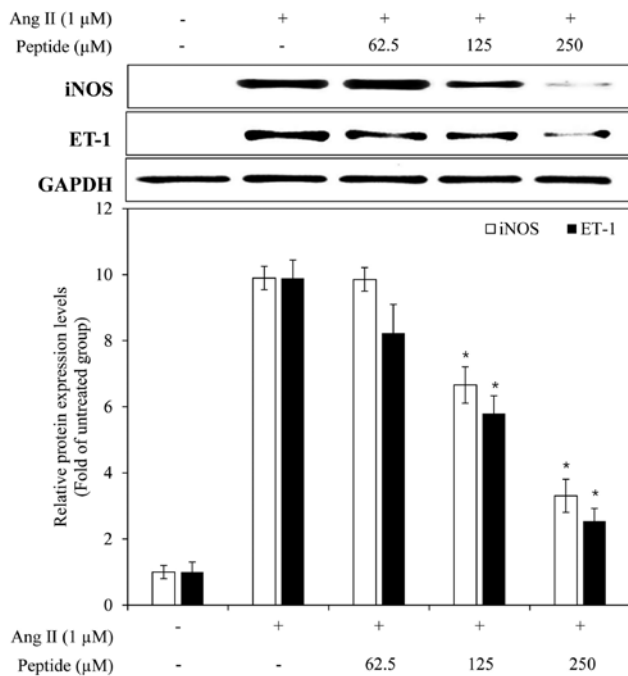 Ang II (1 µM) - + + + +
Peptide (µM) - - 62.5 125 250
iNOS
ET-1
GAPDH
12
□ iNOS ■ ET-1
10
8
6
4
2
0
Relative protein expression levels
(Fold of untreated group)
* *
* *
Ang II (1 µM) - + + + +
Peptide (µM) - - 62.5 125 250